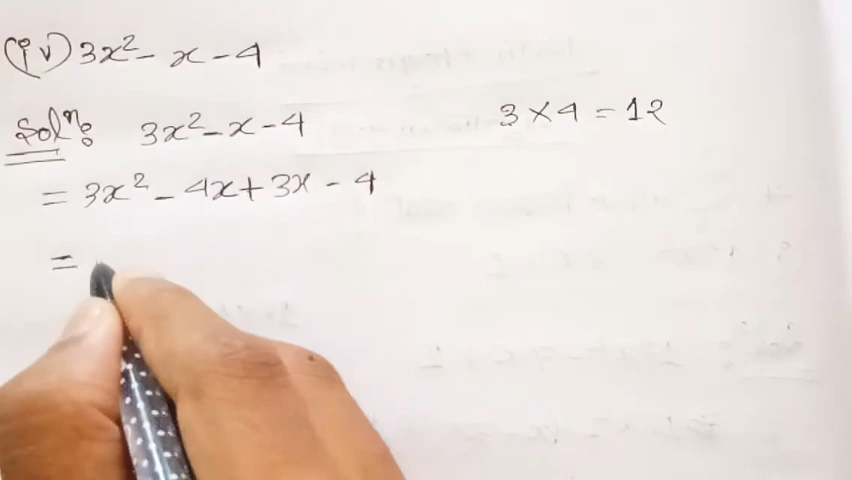 (iv) 3x² - x - 4
Solⁿ: 3x² - x - 4
3 × 4 = 12
= 3x² - 4x + 3x - 4
=